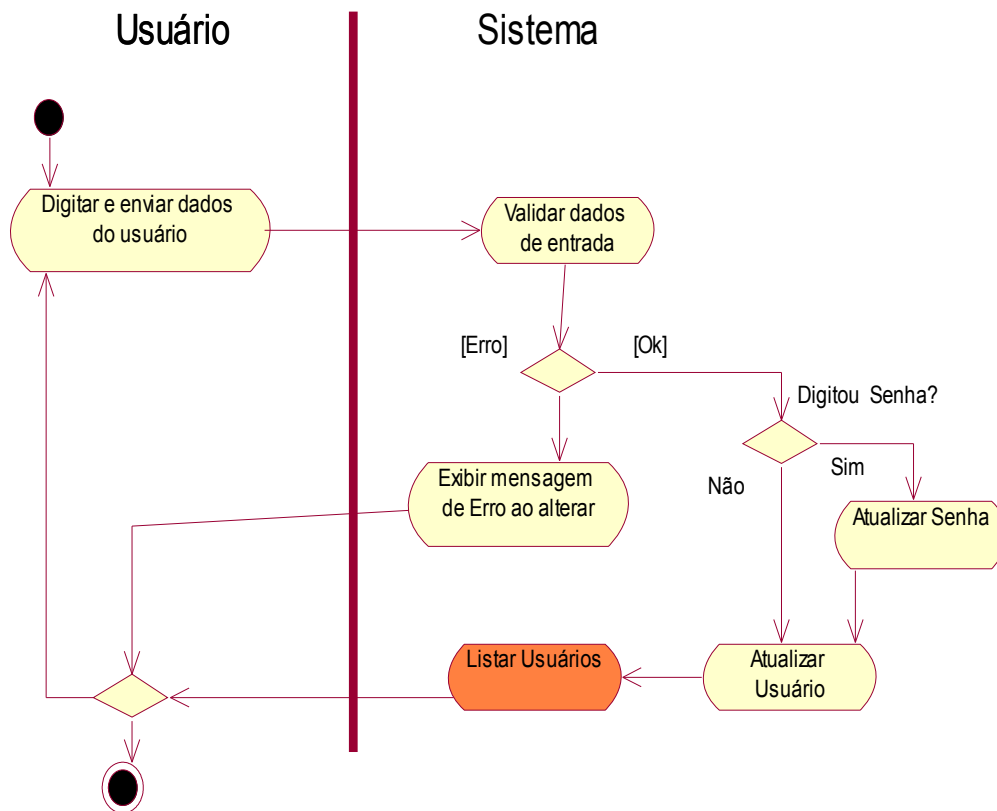 Usuário
Sistema
Digitar e enviar dados
do usuário
Validar dados
de entrada
[Erro]
[Ok]
Digitou Senha?
Não
Sim
Exibir mensagem
de Erro ao alterar
Atualizar Senha
Listar Usuários
Atualizar
Usuário